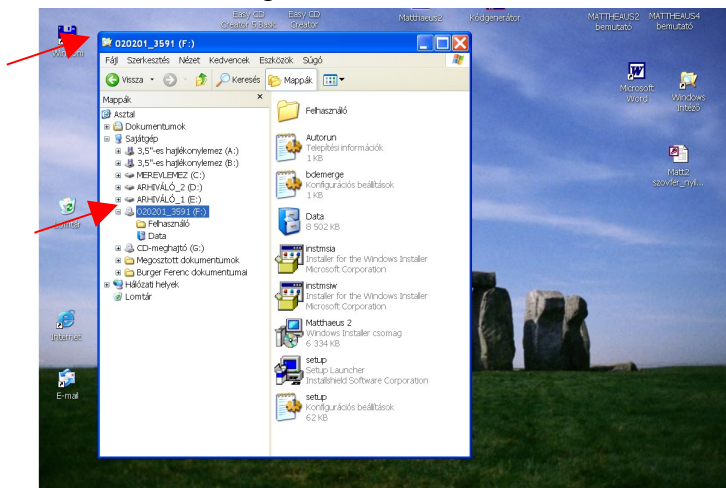 Easy CD
Creator 5 Basic
Easy CD
Creator
Matthaeus2
Kódgenerátor
MATTHEAUS2
bemutató
MATTHEAUS4
bemutató
020201_3591 (F:)
Fájl Szerkesztés Nézet Kedvencek Eszközök Súgó
Vissza Keresés Mappák
Mappák
Asztal
Dokumentumok
Sajátgép
3,5"-es hajlékonylemez (A:)
3,5"-es hajlékonylemez (B:)
MEREVLEMEZ (C:)
ARHIVÁLÓ_2 (D:)
ARHIVÁLÓ_1 (E:)
020201_3591 (F:)
Felhasználó
Data
CD-meghajtó (G:)
Megosztott dokumentumok
Burger Ferenc dokumentumai
Hálózati helyek
Lomtár
Felhasználó
Autorun
Telepítési információk
1 KB
bdemerge
Konfigurációs beállítások
1 KB
Data
8 502 KB
instmsia
Installer for the Windows Installer
Microsoft Corporation
instmsiw
Installer for the Windows Installer
Microsoft Corporation
Matthaeus 2
Windows Installer csomag
6 334 KB
setup
Setup Launcher
InstallShield Software Corporation
setup
Konfigurációs beállítások
62 KB
Microsoft
Word
Windows
Intéző
Matt2
szovfer_nyil...
Lomtár
Internet
E-mail